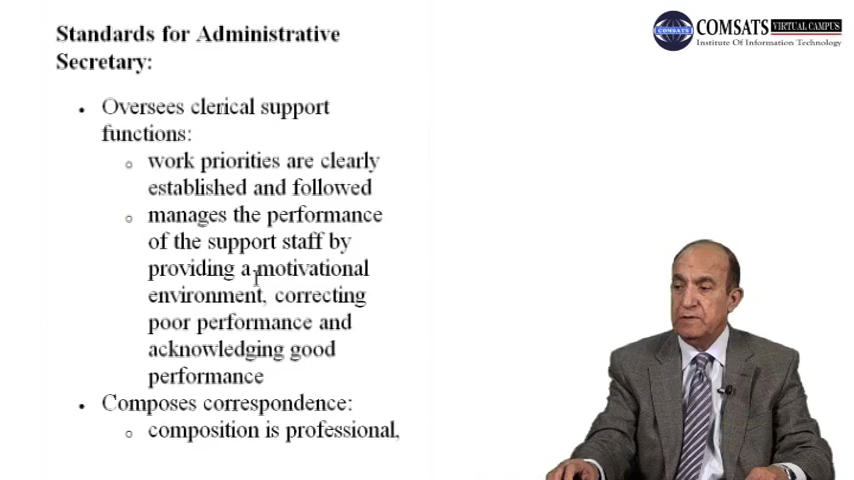 Standards for Administrative
Secretary:
• Oversees clerical support
functions:
o work priorities are clearly
established and followed
o manages the performance
of the support staff by
providing a motivational
environment, correcting
poor performance and
acknowledging good
performance
• Composes correspondence:
o composition is professional,
COMSATS VIRTUAL CAMPUS
Institute Of Information Technology
COMSATS